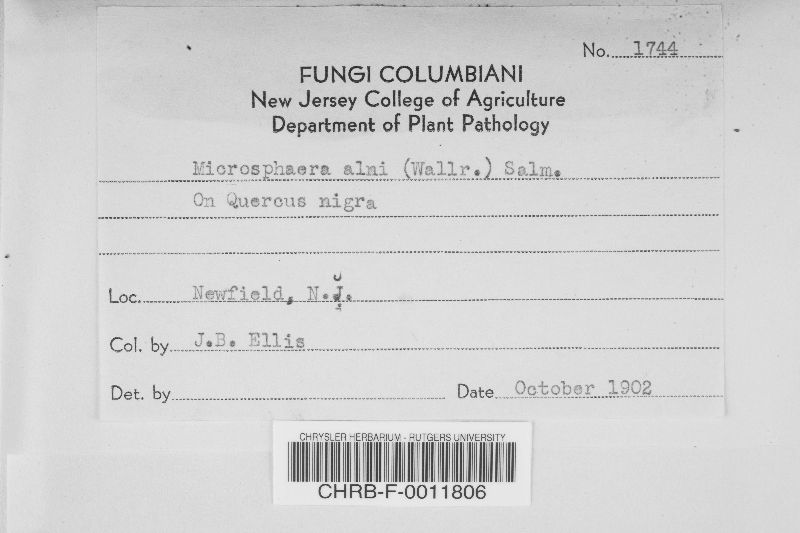 No. 1744
FUNGI COLUMBIANI
New Jersey College of Agriculture
Department of Plant Pathology
Microsphaera alni (Wallr.) Salm.
On Quercus nigra
Loc. Newfield, N.J.
Col. by J.B. Ellis
Det. by Date October 1902
CHRYSLER HERBARIUM - RUTGERS UNIVERSITY
CHRB-F-0011806